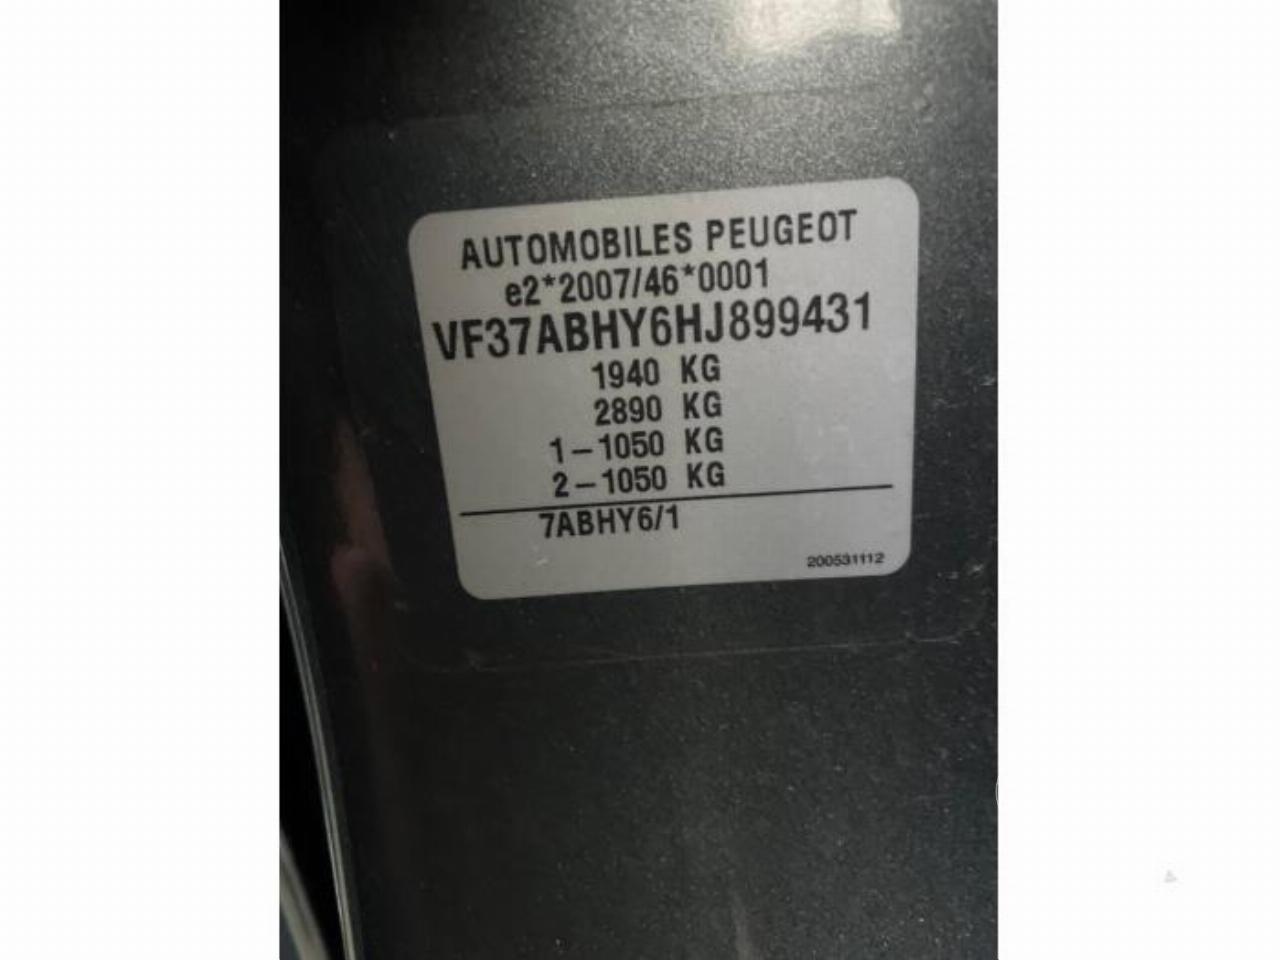 AUTOMOBILES PEUGEOT
e2*2007/46*0001
VF37ABHY6HJ899431
1940 KG
2890 KG
1-1050 KG
2-1050 KG
7ABHY6/1
200531112